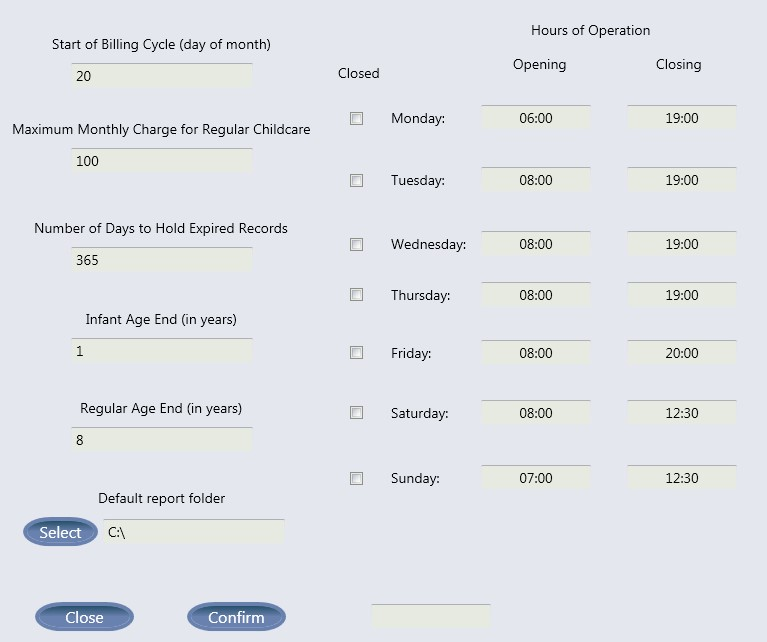 Start of Billing Cycle (day of month)
20
Maximum Monthly Charge for Regular Childcare
100
Number of Days to Hold Expired Records
365
Infant Age End (in years)
1
Regular Age End (in years)
8
Default report folder
Select C:\
Close Confirm
Hours of Operation
Closed Opening Closing
Monday: 06:00 19:00
Tuesday: 08:00 19:00
Wednesday: 08:00 19:00
Thursday: 08:00 19:00
Friday: 08:00 20:00
Saturday: 08:00 12:30
Sunday: 07:00 12:30